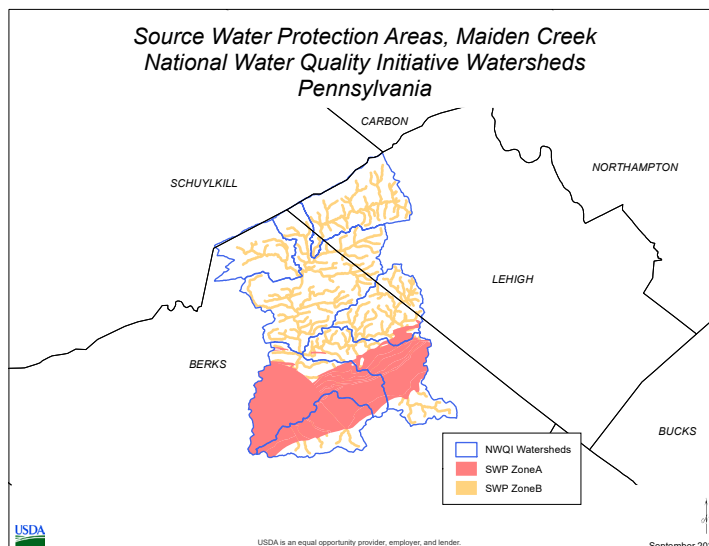 Source Water Protection Areas, Maiden Creek
National Water Quality Initiative Watersheds
Pennsylvania
CARBON
NORTHAMPTON
SCHUYLKILL
LEHIGH
BERKS
BUCKS
NWQI Watersheds
SWP ZoneA
SWP ZoneB
USDA
USDA is an equal opportunity provider, employer, and lender.
September